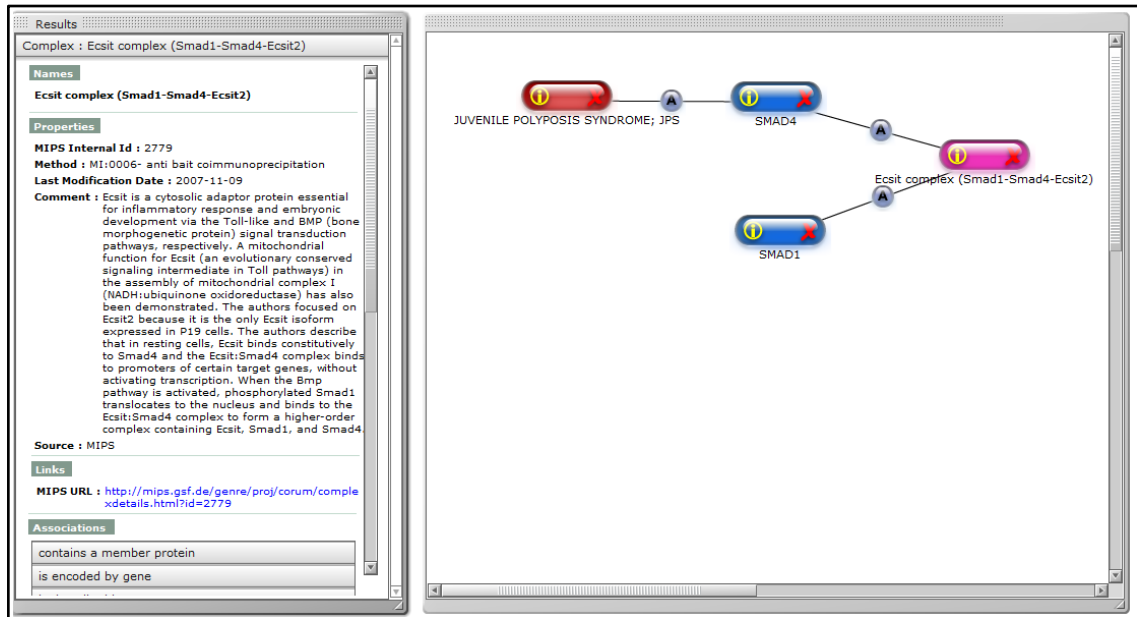 Results
Complex : Ecsit complex (Smad1-Smad4-Ecsit2)
Names
Ecsit complex (Smad1-Smad4-Ecsit2)
Properties
MIPS Internal Id : 2779
Method : MI:0006- anti bait coimmunoprecipitation
Last Modification Date : 2007-11-09
Comment : Ecsit is a cytosolic adaptor protein essential
for inflammatory response and embryonic
development via the Toll-like and BMP (bone
morphogenetic protein) signal transduction
pathways, respectively. A mitochondrial
function for Ecsit (an evolutionary conserved
signaling intermediate in Toll pathways) in
the assembly of mitochondrial complex I
(NADH:ubiquinone oxidoreductase) has also
been demonstrated. The authors focused on
Ecsit2 because it is the only Ecsit isoform
expressed in P19 cells. The authors describe
that in resting cells, Ecsit binds constitutively
to Smad4 and the Ecsit:Smad4 complex binds
to promoters of certain target genes, without
activating transcription. When the Bmp
pathway is activated, phosphorylated Smad1
translocates to the nucleus and binds to the
Ecsit:Smad4 complex to form a higher-order
complex containing Ecsit, Smad1, and Smad4.
Source : MIPS
Links
MIPS URL : http://mips.gsf.de/genre/proj/corum/comple
xdetails.html?id=2779
Associations
contains a member protein
is encoded by gene
A
JUVENILE POLYPOSIS SYNDROME; JPS
SMAD4
A
Ecsit complex (Smad1-Smad4-Ecsit2)
A
SMAD1